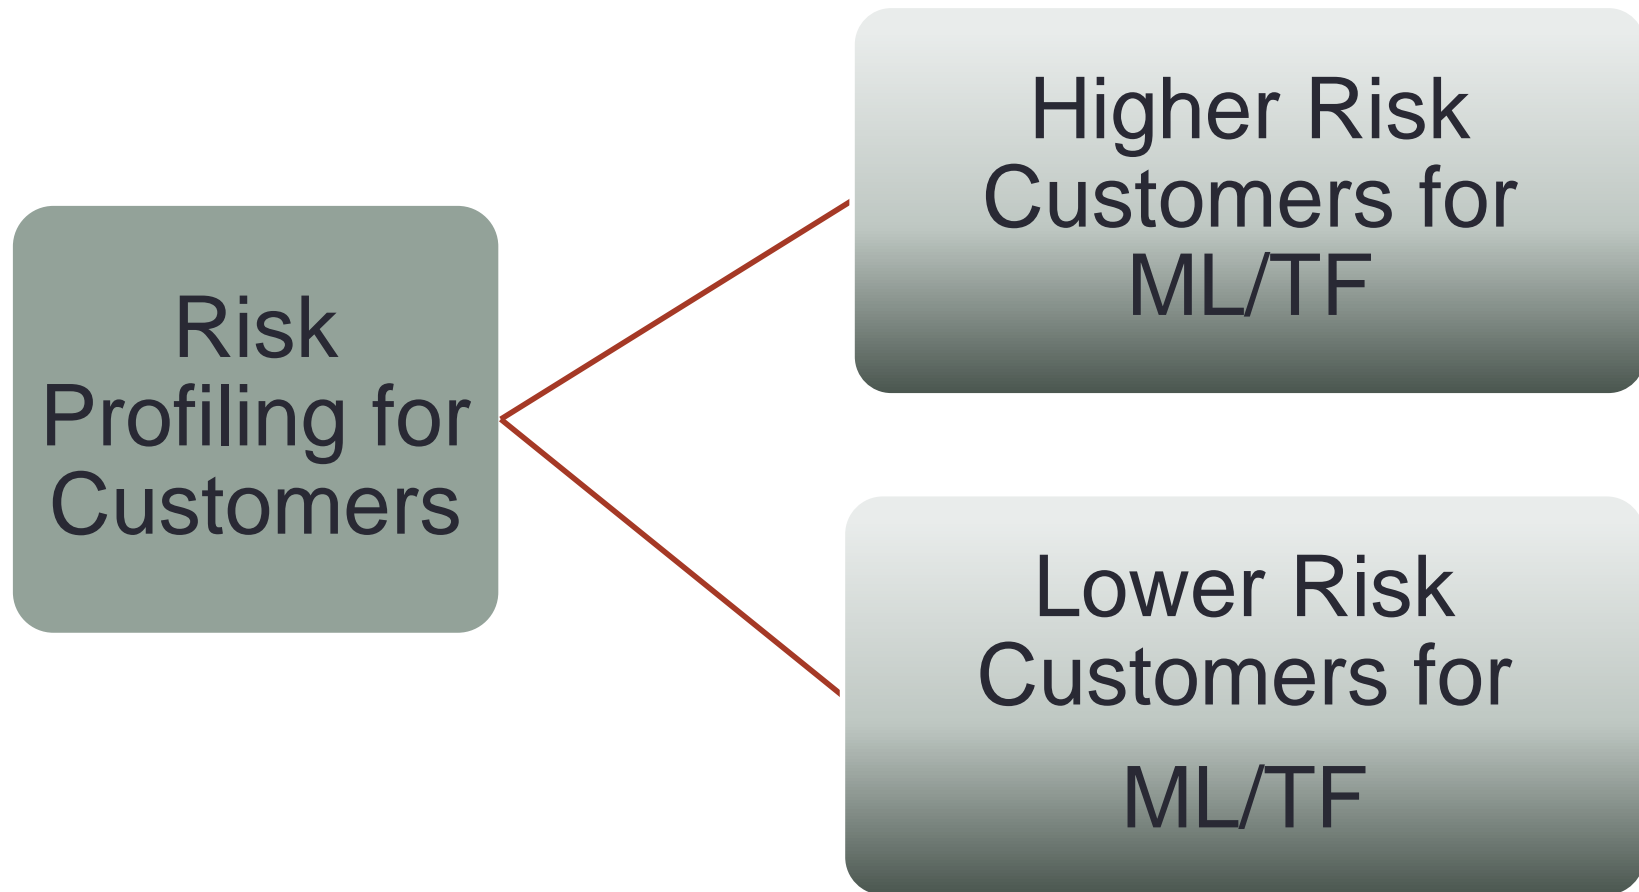 Risk
Profiling for
Customers
Higher Risk
Customers for
ML/TF
Lower Risk
Customers for
ML/TF